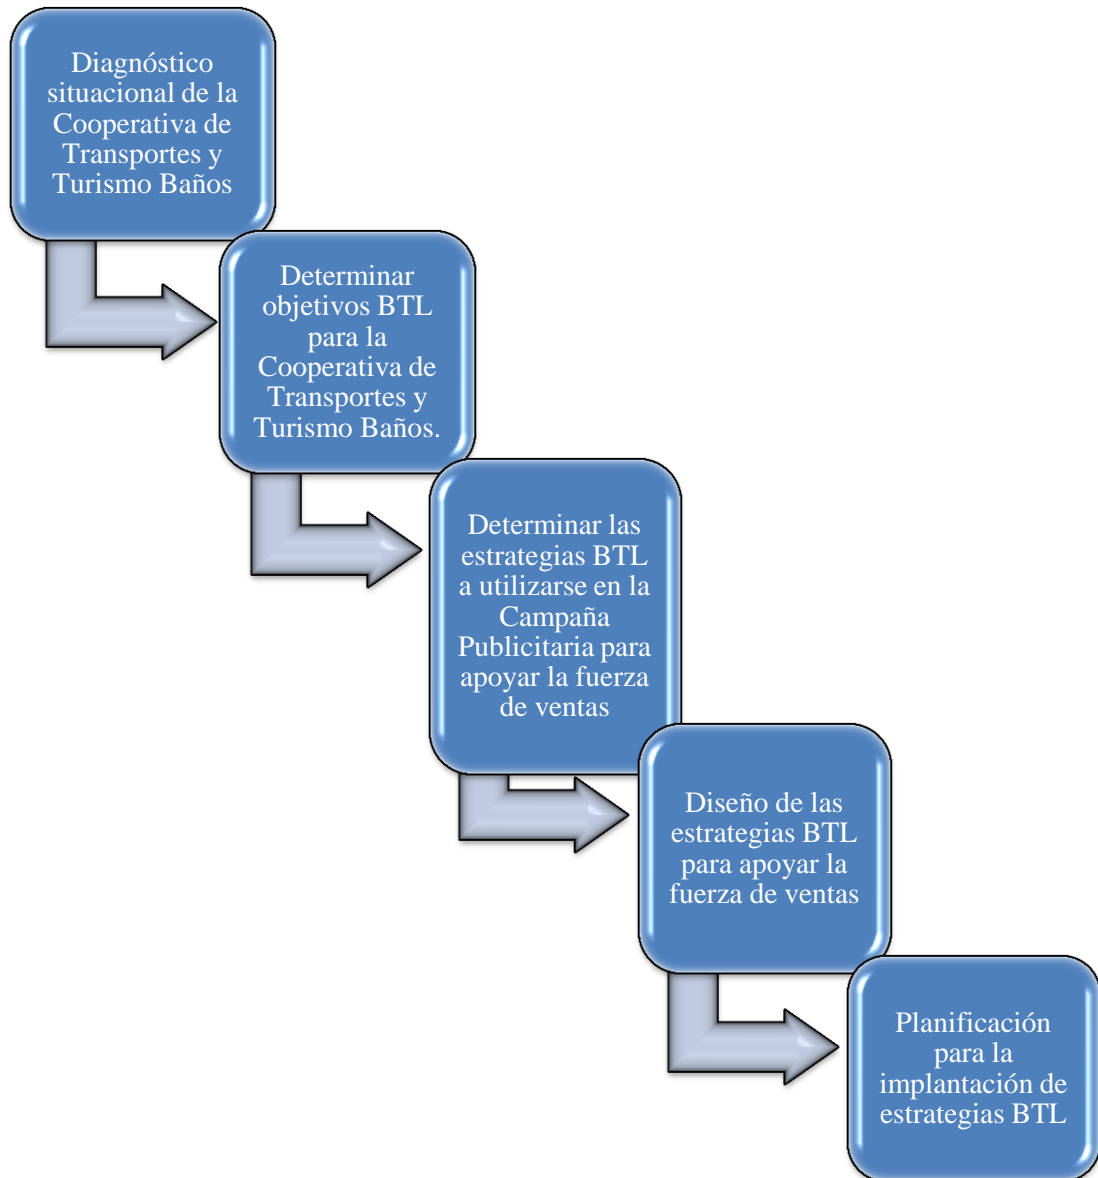 Diagnóstico
situacional de la
Cooperativa de
Transportes y
Turismo Baños
Determinar
objetivos BTL
para la
Cooperativa de
Transportes y
Turismo Baños.
Determinar las
estrategias BTL
a utilizarse en la
Campaña
Publicitaria para
apoyar la fuerza
de ventas
Diseño de las
estrategias BTL
para apoyar la
fuerza de ventas
Planificación
para la
implantación de
estrategias BTL